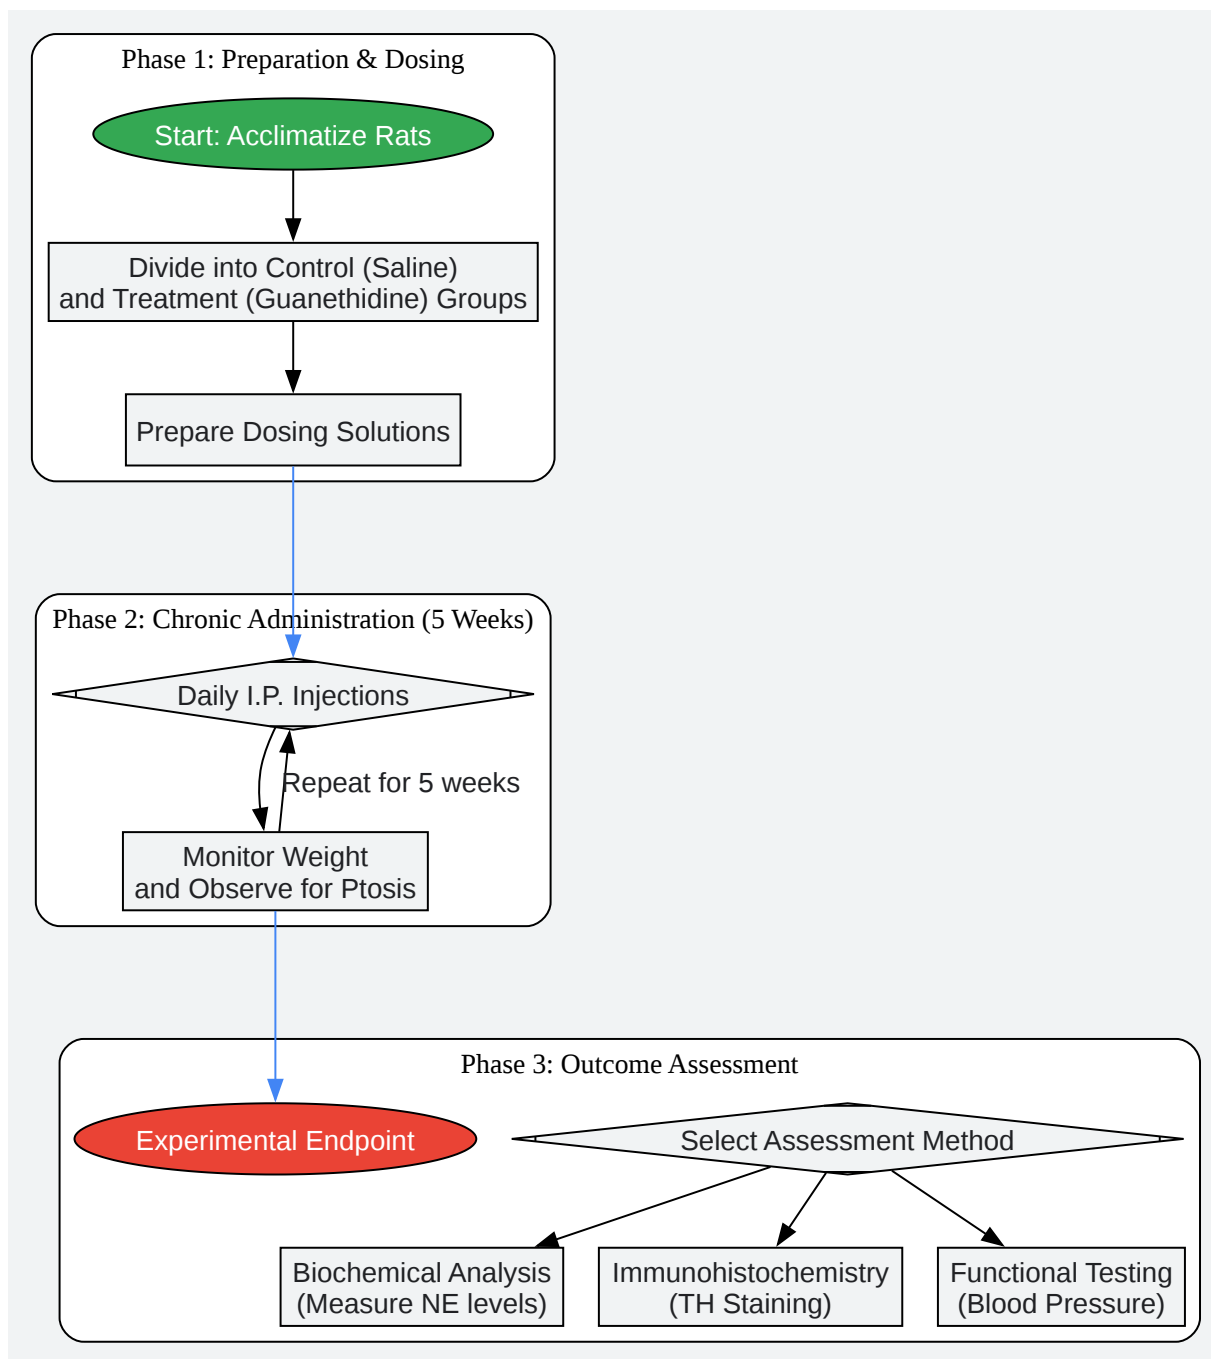 Phase 1: Preparation & Dosing
Start: Acclimatize Rats
Divide into Control (Saline)
and Treatment (Guanethidine) Groups
Prepare Dosing Solutions
Phase 2: Chronic Administration (5 Weeks)
Daily I.P. Injections
Repeat for 5 weeks
Monitor Weight
and Observe for Ptosis
Phase 3: Outcome Assessment
Experimental Endpoint
Select Assessment Method
Biochemical Analysis
(Measure NE levels)
Immunohistochemistry
(TH Staining)
Functional Testing
(Blood Pressure)